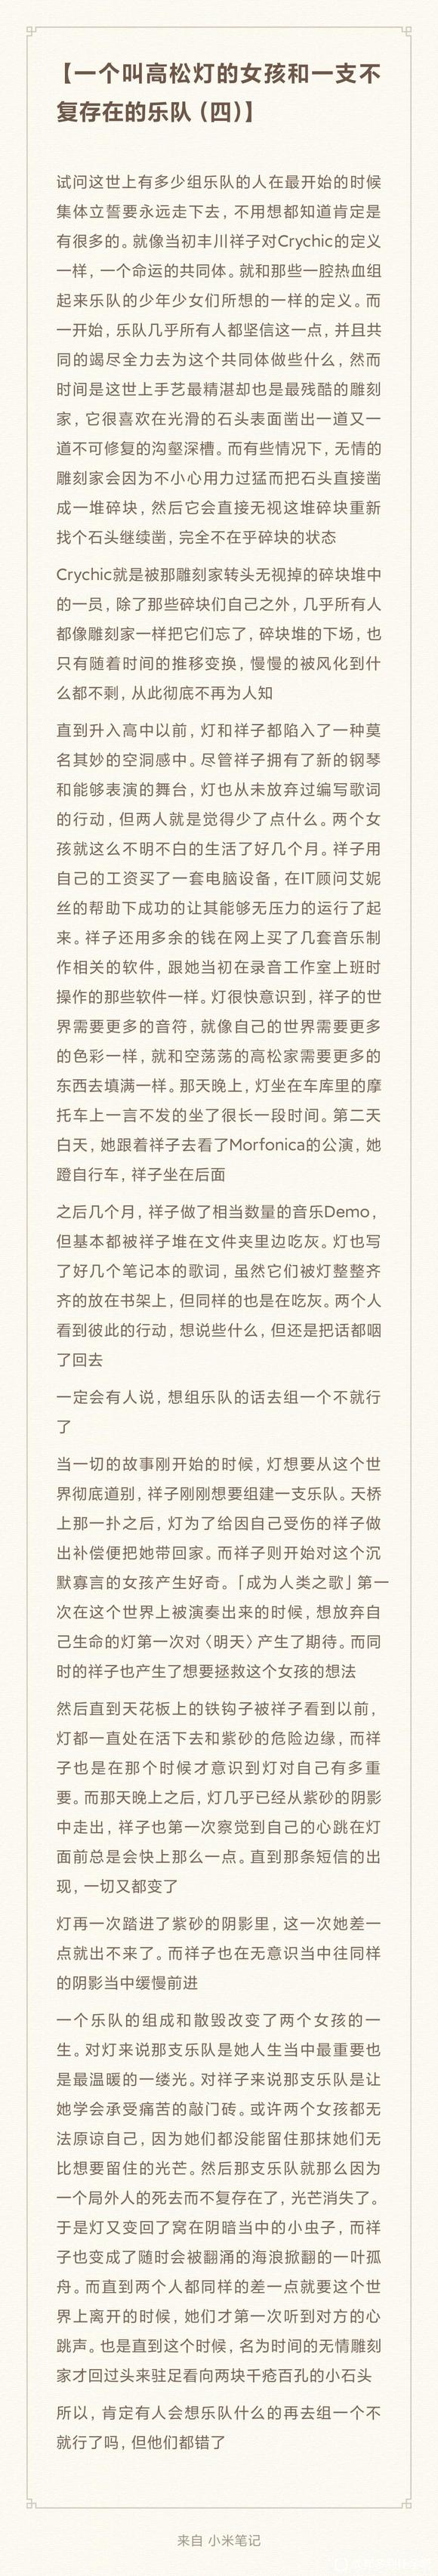 【一个叫高松灯的女孩和一支不
复存在的乐队（四）】
试问这世上有多少组乐队的人在最开始的时候
集体立誓要永远走下去，不用想都知道肯定是
有很多的。就像当初丰川祥子对Crychic的定义
一样，一个命运的共同体。就和那些一腔热血组
起来乐队的少年少女们所想的一样的定义。而
一开始，乐队几乎所有人都坚信这一点，并且共
同的竭尽全力去为这个共同体做些什么，然而
时间是这世上手艺最精湛却也是最残酷的雕刻
家，它很喜欢在光滑的石头表面凿出一道又一
道不可修复的沟壑深槽。而有些情况下，无情的
雕刻家会因为不小心用力过猛而把石头直接凿
成一堆碎块，然后它会直接无视这堆碎块重新
找个石头继续凿，完全不在乎碎块的状态
Crychic就是被那雕刻家转头无视掉的碎块堆中
的一员，除了那些碎块们自己之外，几乎所有人
都像雕刻家一样把它们忘了，碎块堆的下场，也
只有随着时间的推移变换，慢慢的被风化到什
么都不剩，从此彻底不再为人知
直到升入高中以前，灯和祥子都陷入了一种莫
名其妙的空洞感中。尽管祥子拥有了新的钢琴
和能够表演的舞台，灯也从未放弃过编写歌词
的行动，但两人就是觉得少了点什么。两个女
孩就这么不明不白的生活了好几个月。祥子用
自己的工资买了一套电脑设备，在IT顾问艾妮
丝的帮助下成功的让其能够无压力的运行了起
来。祥子还用多余的钱在网上买了几套音乐制
作相关的软件，跟她当初在录音工作室上班时
操作的那些软件一样。灯很快意识到，祥子的世
界需要更多的音符，就像自己的世界需要更多
的色彩一样，就和空荡荡的高松家需要更多的
东西去填满一样。那天晚上，灯坐在车库里的摩
托车上一言不发的坐了很长一段时间。第二天
白天，她跟着祥子去看了Morfonica的公演，她
蹬自行车，祥子坐在后面
之后几个月，祥子做了相当数量的音乐Demo，
但基本都被祥子堆在文件夹里边吃灰。灯也写
了好几个笔记本的歌词，虽然它们被灯整整齐
齐的放在书架上，但同样的也是在吃灰。两个人
看到彼此的行动，想说些什么，但还是把话都咽
了回去
一定会有人说，想组乐队的话去组一个不就行
了
当一切的故事刚开始的时候，灯想要从这个世
界彻底道别，祥子刚刚想要组建一支乐队。天桥
上那一扑之后，灯为了给因自己受伤的祥子做
出补偿便把她带回家。而祥子则开始对这个沉
默寡言的女孩产生好奇。「成为人类之歌」第一
次在这个世界上被演奏出来的时候，想放弃自
己生命的灯第一次对〈明天〉产生了期待。而同
时的祥子也产生了想要拯救这个女孩的想法
然后直到天花板上的铁钩子被祥子看到以前，
灯都一直处在活下去和紫砂的危险边缘，而祥
子也是在那个时候才意识到灯对自己有多重
要。而那天晚上之后，灯几乎已经从紫砂的阴影
中走出，祥子也第一次察觉到自己的心跳在灯
面前总是会快上那么一点。直到那条短信的出
现，一切又都变了
灯再一次踏进了紫砂的阴影里，这一次她差一
点就出不来了。而祥子也在无意识当中往同样
的阴影当中缓慢前进
一个乐队的组成和散毁改变了两个女孩的一
生。对灯来说那支乐队是她人生当中最重要也
是最温暖的一缕光。对祥子来说那支乐队是让
她学会承受痛苦的敲门砖。或许两个女孩都无
法原谅自己，因为她们都没能留住那抹她们无
比想要留住的光芒。然后那支乐队就那么因为
一个局外人的死去而不复存在了，光芒消失了。
于是灯又变回了窝在阴暗当中的小虫子，而祥
子也变成了随时会被翻涌的海浪掀翻的一叶孤
舟。而直到两个人都同样的差一点就要这个世
界上离开的时候，她们才第一次听到对方的心
跳声。也是直到这个时候，名为时间的无情雕刻
家才回过头来驻足看向两块千疮百孔的小石头
所以，肯定有人会想乐队什么的再去组一个不
就行了吗，但他们都错了
来自 小米笔记